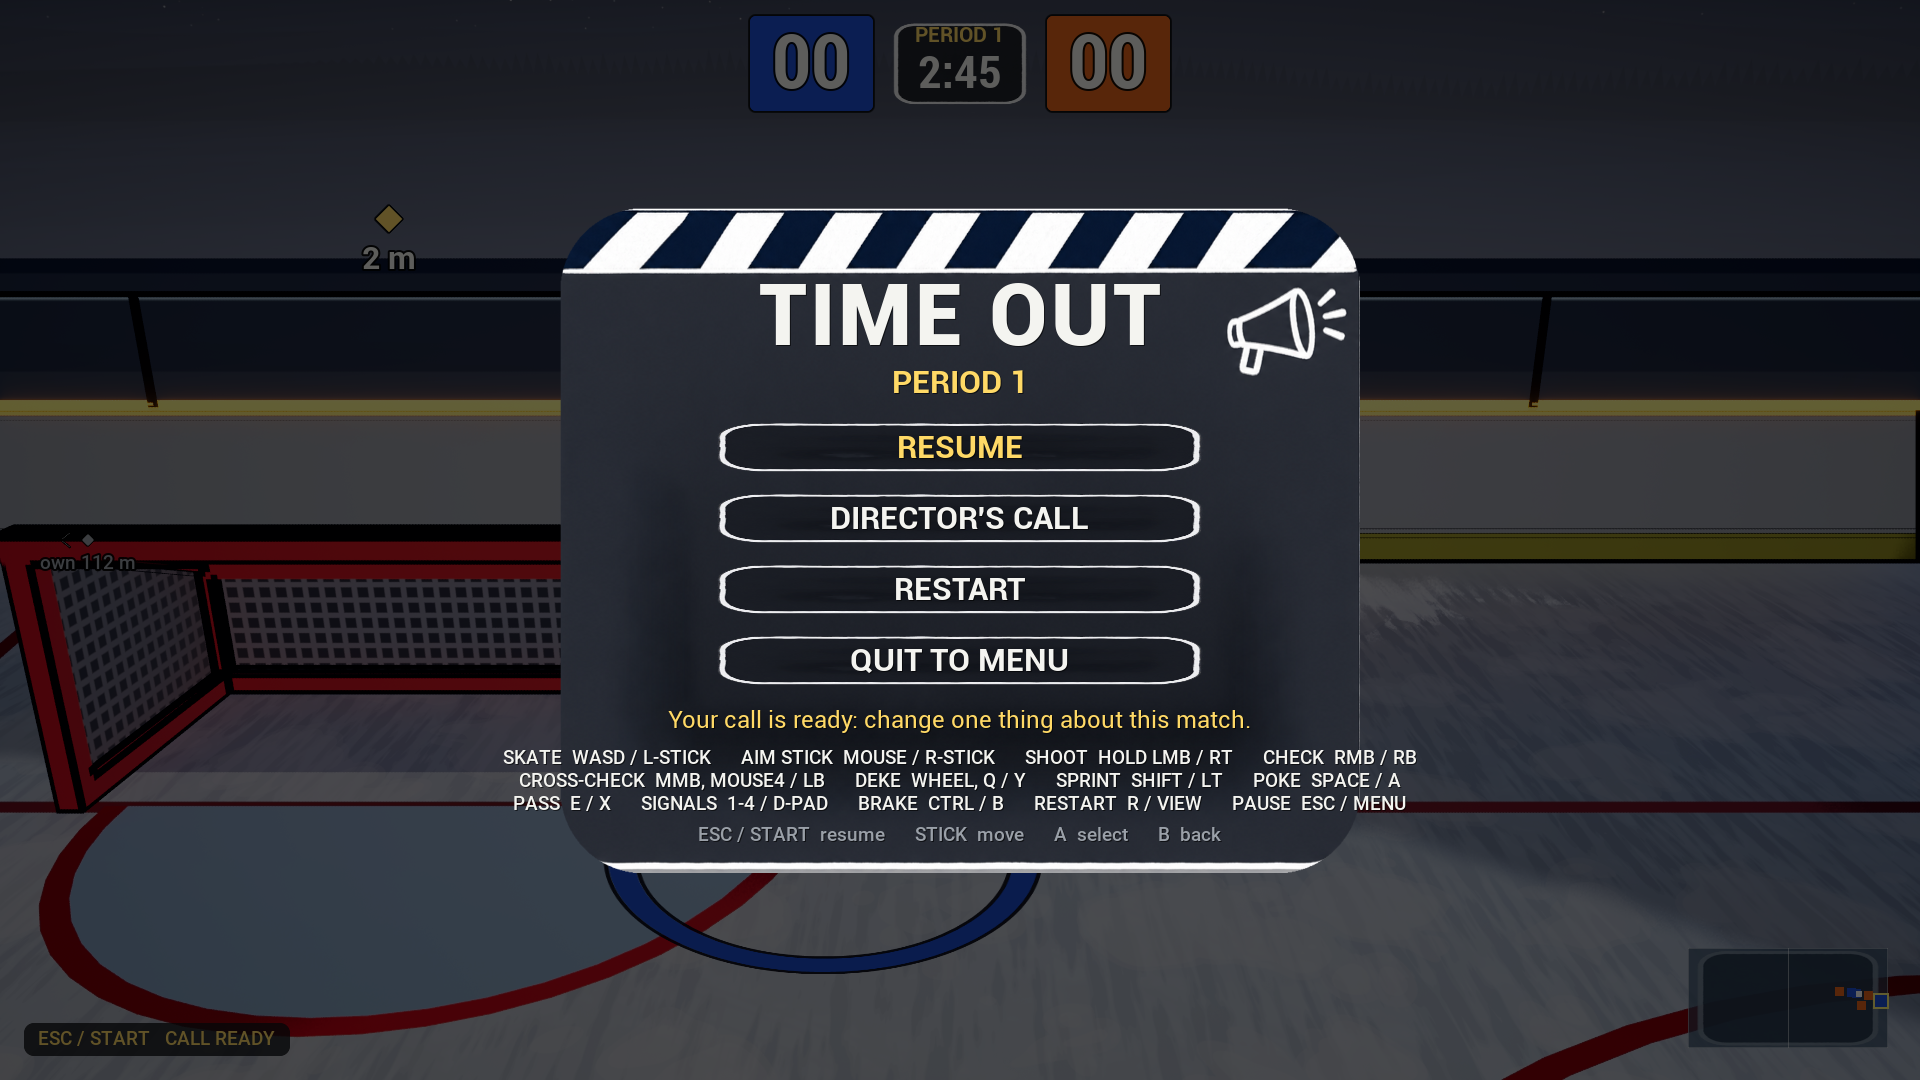 00 PERIOD 1 00
2:45
2 m
TIME OUT
PERIOD 1
RESUME
DIRECTOR'S CALL
own 112 m
RESTART
QUIT TO MENU
Your call is ready: change one thing about this match.
SKATE WASD / L-STICK AIM STICK MOUSE / R-STICK SHOOT HOLD LMB / RT CHECK RMB / RB
CROSS-CHECK MMB, MOUSE4 / LB DEKE WHEEL, Q / Y SPRINT SHIFT / LT POKE SPACE / A
PASS E / X SIGNALS 1-4 / D-PAD BRAKE CTRL / B RESTART R / VIEW PAUSE ESC / MENU
ESC / START resume STICK move A select B back
ESC / START CALL READY